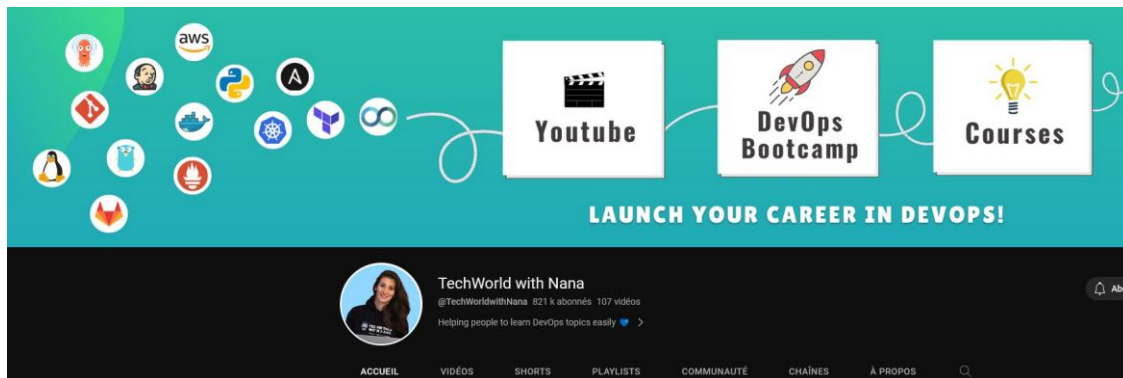 aws
Youtube
DevOps
Bootcamp
Courses
LAUNCH YOUR CAREER IN DEVOPS!
TechWorld with Nana
@TechWorldwithNana 821 k abonnés 107 vidéos
Helping people to learn DevOps topics easily 💙 >
Abo
ACCUEIL VIDÉOS SHORTS PLAYLISTS COMMUNAUTÉ CHAÎNES À PROPOS